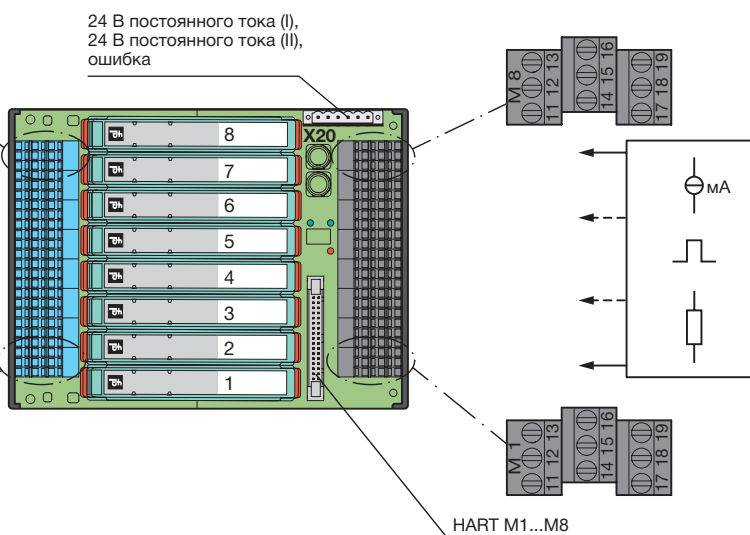 24 В постоянного тока (I),
24 В постоянного тока (II),
ошибка
M 8
11 12 13
14 15 16
17 18 19
X20
8
7
6
5
4
3
2
1
мА
M 1
11 12 13
14 15 16
17 18 19
HART M1...M8